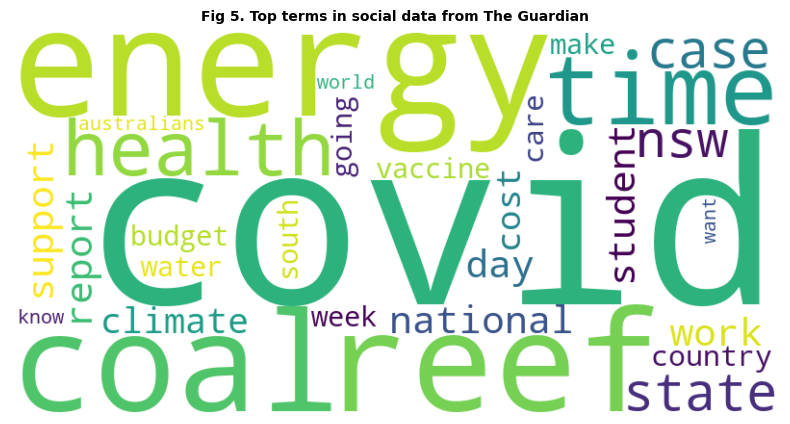 Fig 5. Top terms in social data from The Guardian
energy
make
case
world
time
australians
going
care
nsw
health
vaccine
support
report
covid
cost
student
south
want
budget
water
day
know
climate
week
national
work
coal
reef
country
state